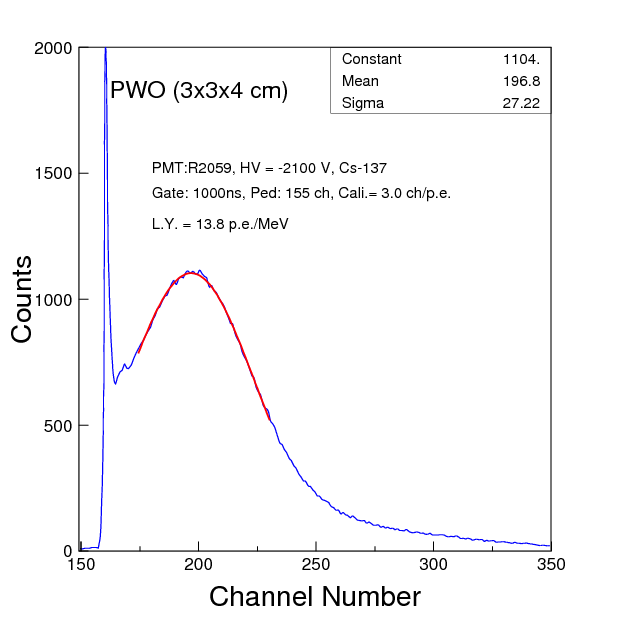 Constant 1104.
Mean 196.8
Sigma 27.22
PWO (3x3x4 cm)
PMT:R2059, HV = -2100 V, Cs-137
Gate: 1000ns, Ped: 155 ch, Cali.= 3.0 ch/p.e.
L.Y. = 13.8 p.e./MeV
Counts
2000
1500
1000
500
0
150 200 250 300 350
Channel Number